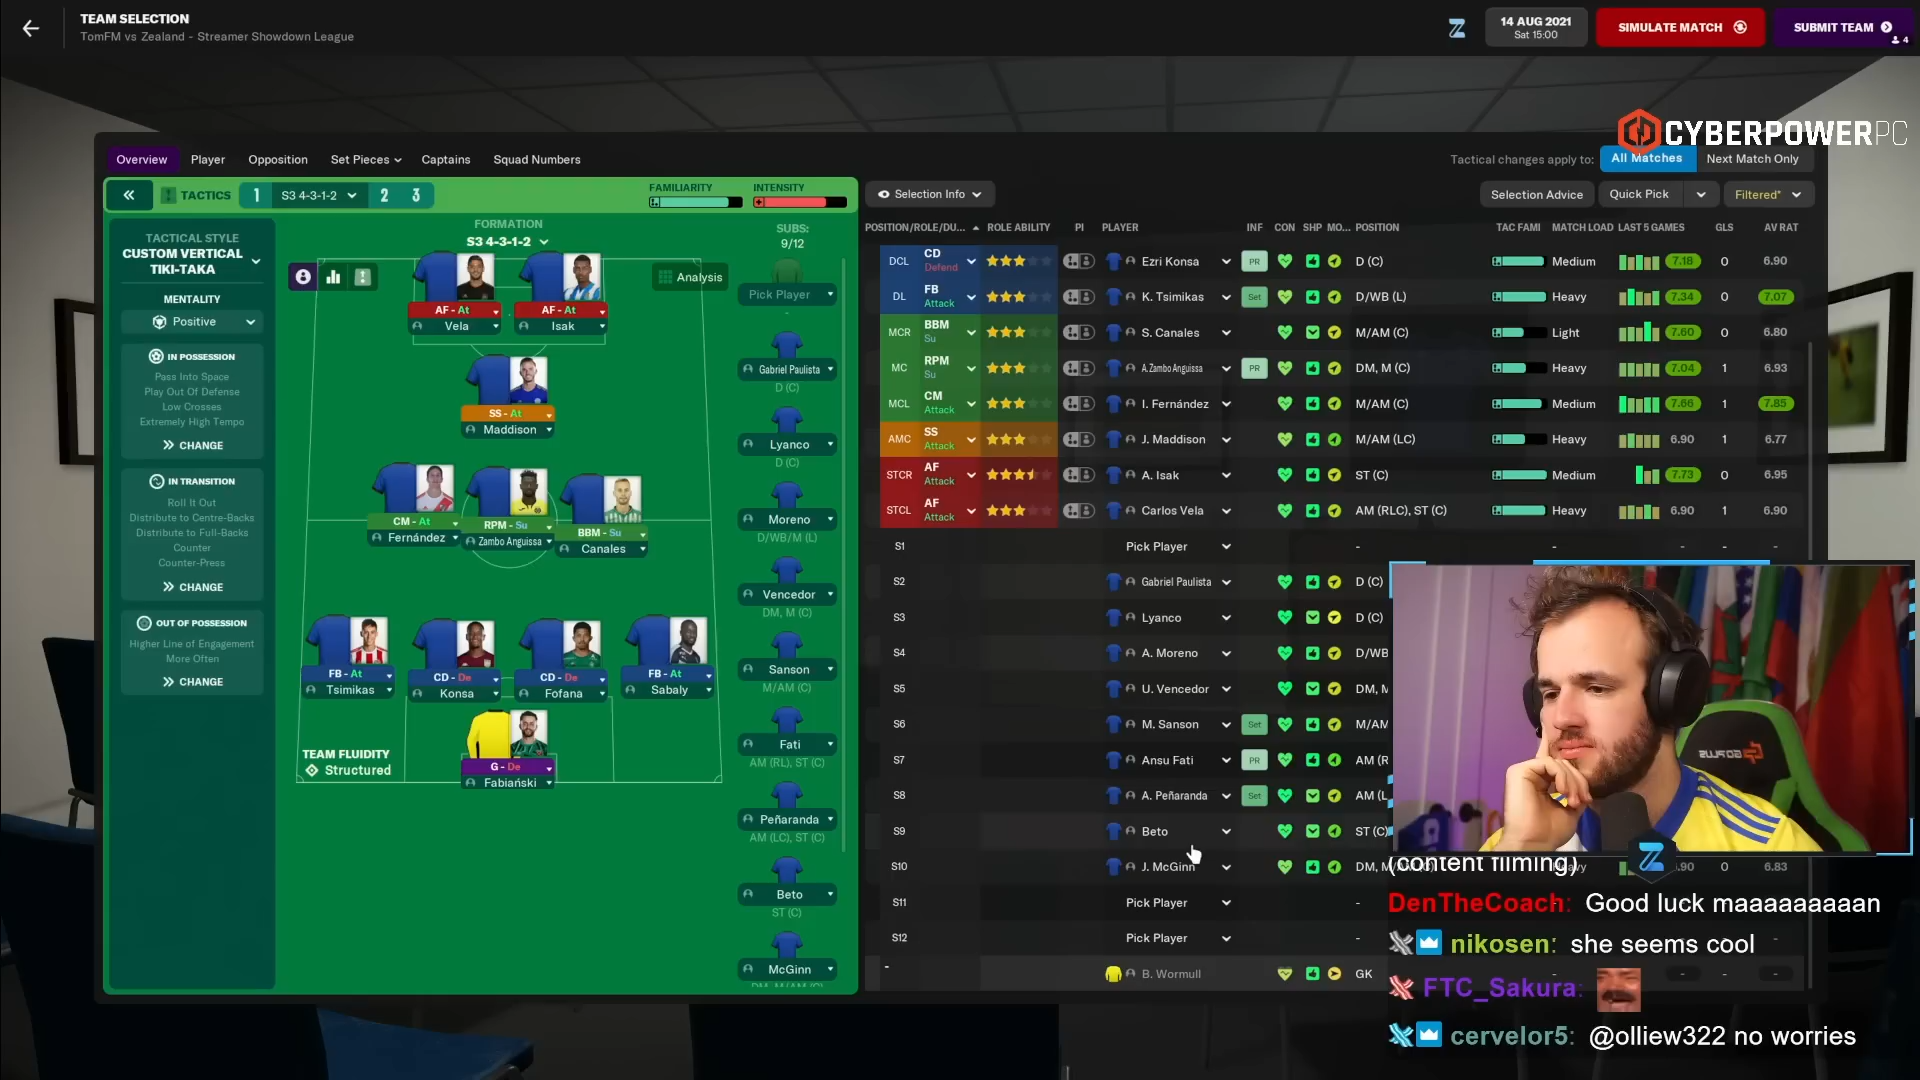 TEAM SELECTION
TomFM vs Zealand - Streamer Showdown League
14 AUG 2021
Sat 15:00
SIMULATE MATCH
SUBMIT TEAM
4
CYBERPOWERPC
Overview Player Opposition Set Pieces Captains Squad Numbers
Tactical changes apply to: All Matches Next Match Only
TACTICS 1 S3 4-3-1-2 2 3
FAMILIARITY INTENSITY
Selection Info
Selection Advice Quick Pick Filtered*
TACTICAL STYLE
CUSTOM VERTICAL
TIKI-TAKA
MENTALITY
Positive
IN POSSESSION
Pass Into Space
Play Out Of Defense
Low Crosses
Extremely High Tempo
CHANGE
IN TRANSITION
Roll It Out
Distribute to Centre-Backs
Distribute to Full-Backs
Counter
Counter-Press
CHANGE
OUT OF POSSESSION
Higher Line of Engagement
More Often
CHANGE
FORMATION
S3 4-3-1-2
Analysis
AF - At
Vela
AF - At
Isak
SS - At
Maddison
CM - At
Fernández
RPM - Su
Zambo Anguissa
BBM - Su
Canales
FB - At
Tsimikas
CD - De
Konsa
CD - De
Fofana
FB - At
Sabaly
G - De
Fabiański
TEAM FLUIDITY
Structured
SUBS:
9/12
Pick Player
-
Gabriel Paulista
D (C)
Lyanco
D (C)
Moreno
D/WB/M (L)
Vencedor
DM, M (C)
Sanson
M/AM (C)
Fati
AM (RL), ST (C)
Peñaranda
AM (LC), ST (C)
Beto
ST (C)
McGinn
DM, M/AM (C)
POSITION/ROLE/DU... ROLE ABILITY PI PLAYER INF CON SHP MO... POSITION TAC FAMI MATCH LOAD LAST 5 GAMES GLS AV RAT
DCL CD Defend Ezri Konsa PR D (C) Medium 7.18 0 6.90
DL FB Attack K. Tsimikas Set D/WB (L) Heavy 7.34 0 7.07
MCR BBM Su S. Canales M/AM (C) Light 7.60 0 6.80
MC RPM Su A. Zambo Anguissa PR DM, M (C) Heavy 7.04 1 6.93
MCL CM Attack I. Fernández M/AM (C) Medium 7.66 1 7.85
AMC SS Attack J. Maddison M/AM (LC) Heavy 6.90 1 6.77
STCR AF Attack A. Isak ST (C) Medium 7.73 0 6.95
STCL AF Attack Carlos Vela AM (RLC), ST (C) Heavy 6.90 1 6.90
S1 Pick Player - - - - -
S2 Gabriel Paulista D (C)
S3 Lyanco D (C)
S4 A. Moreno D/WB
S5 U. Vencedor DM, M
S6 M. Sanson Set M/AM
S7 Ansu Fati PR AM (R
S8 A. Peñaranda Set AM (L
S9 Beto ST (C)
S10 J. McGinn DM, M/AM (C) Heavy .90 0 6.83
S11 Pick Player -
S12 Pick Player - -
- B. Wormull GK - - - -
(content filming)
DenTheCoach: Good luck maaaaaaaaan
nikosen: she seems cool
FTC_Sakura:
cervelor5: @olliew322 no worries